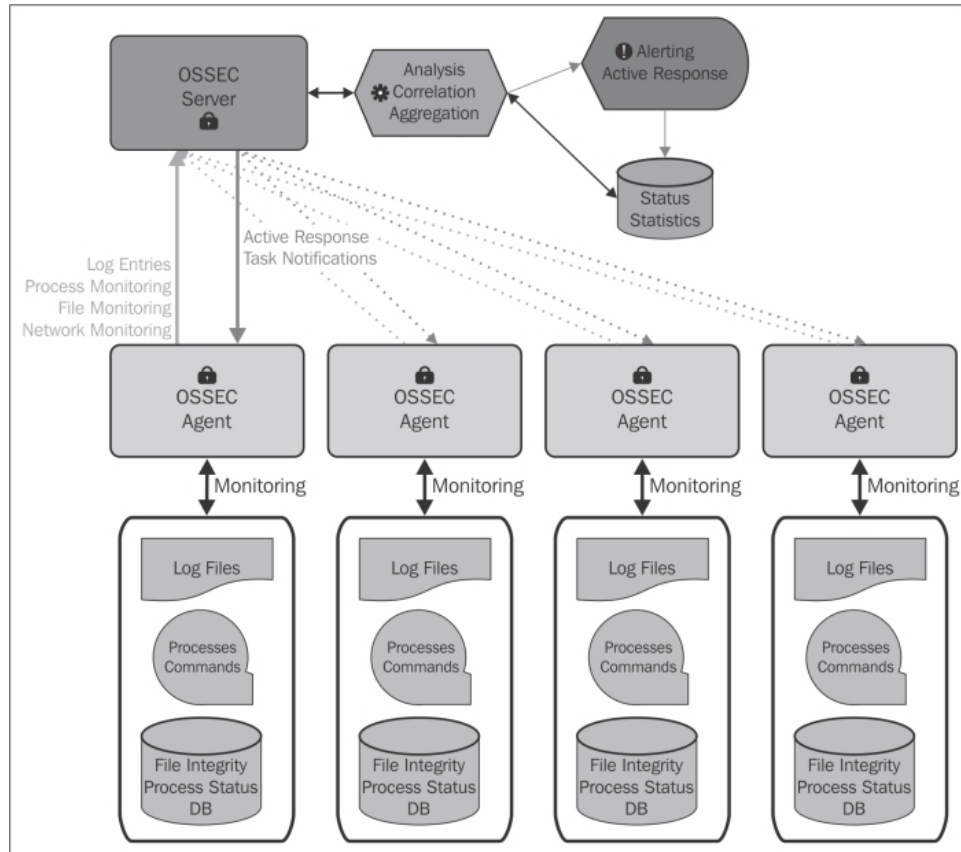 OSSEC
Server
Analysis
Correlation
Aggregation
Alerting
Active Response
Status
Statistics
Active Response
Task Notifications
Log Entries
Process Monitoring
File Monitoring
Network Monitoring
OSSEC
Agent
OSSEC
Agent
OSSEC
Agent
OSSEC
Agent
Monitoring
Monitoring
Monitoring
Monitoring
Log Files
Processes
Commands
File Integrity
Process Status
DB
Log Files
Processes
Commands
File Integrity
Process Status
DB
Log Files
Processes
Commands
File Integrity
Process Status
DB
Log Files
Processes
Commands
File Integrity
Process Status
DB